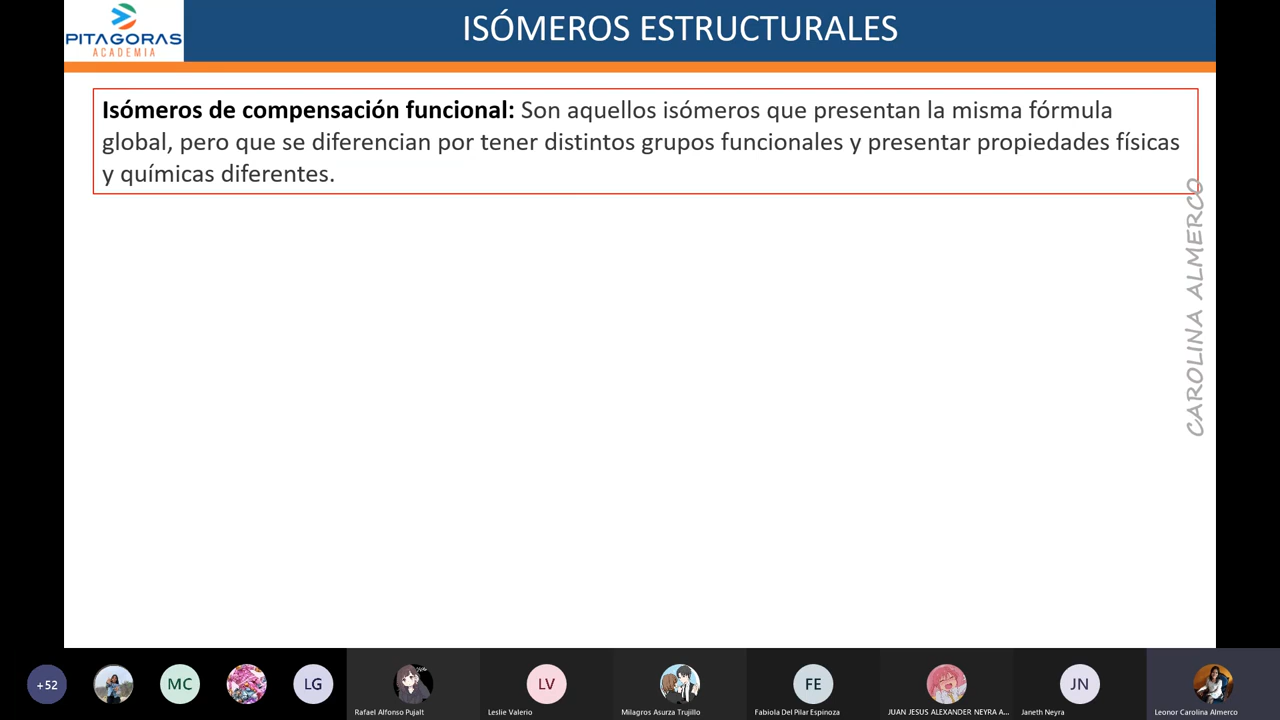 PITAGORAS
ACADEMIA
ISÓMEROS ESTRUCTURALES
Isómeros de compensación funcional: Son aquellos isómeros que presentan la misma fórmula
global, pero que se diferencian por tener distintos grupos funcionales y presentar propiedades físicas
y químicas diferentes.
CAROLINA ALMERCO
+52
MC
LG
Rafael Alfonso Pujalt
LV
Leslie Valerio
Milagros Asurza Trujillo
FE
Fabiola Del Pilar Espinoza
JUAN JESUS ALEXANDER NEYRA A...
JN
Janeth Neyra
Leonor Carolina Almerco